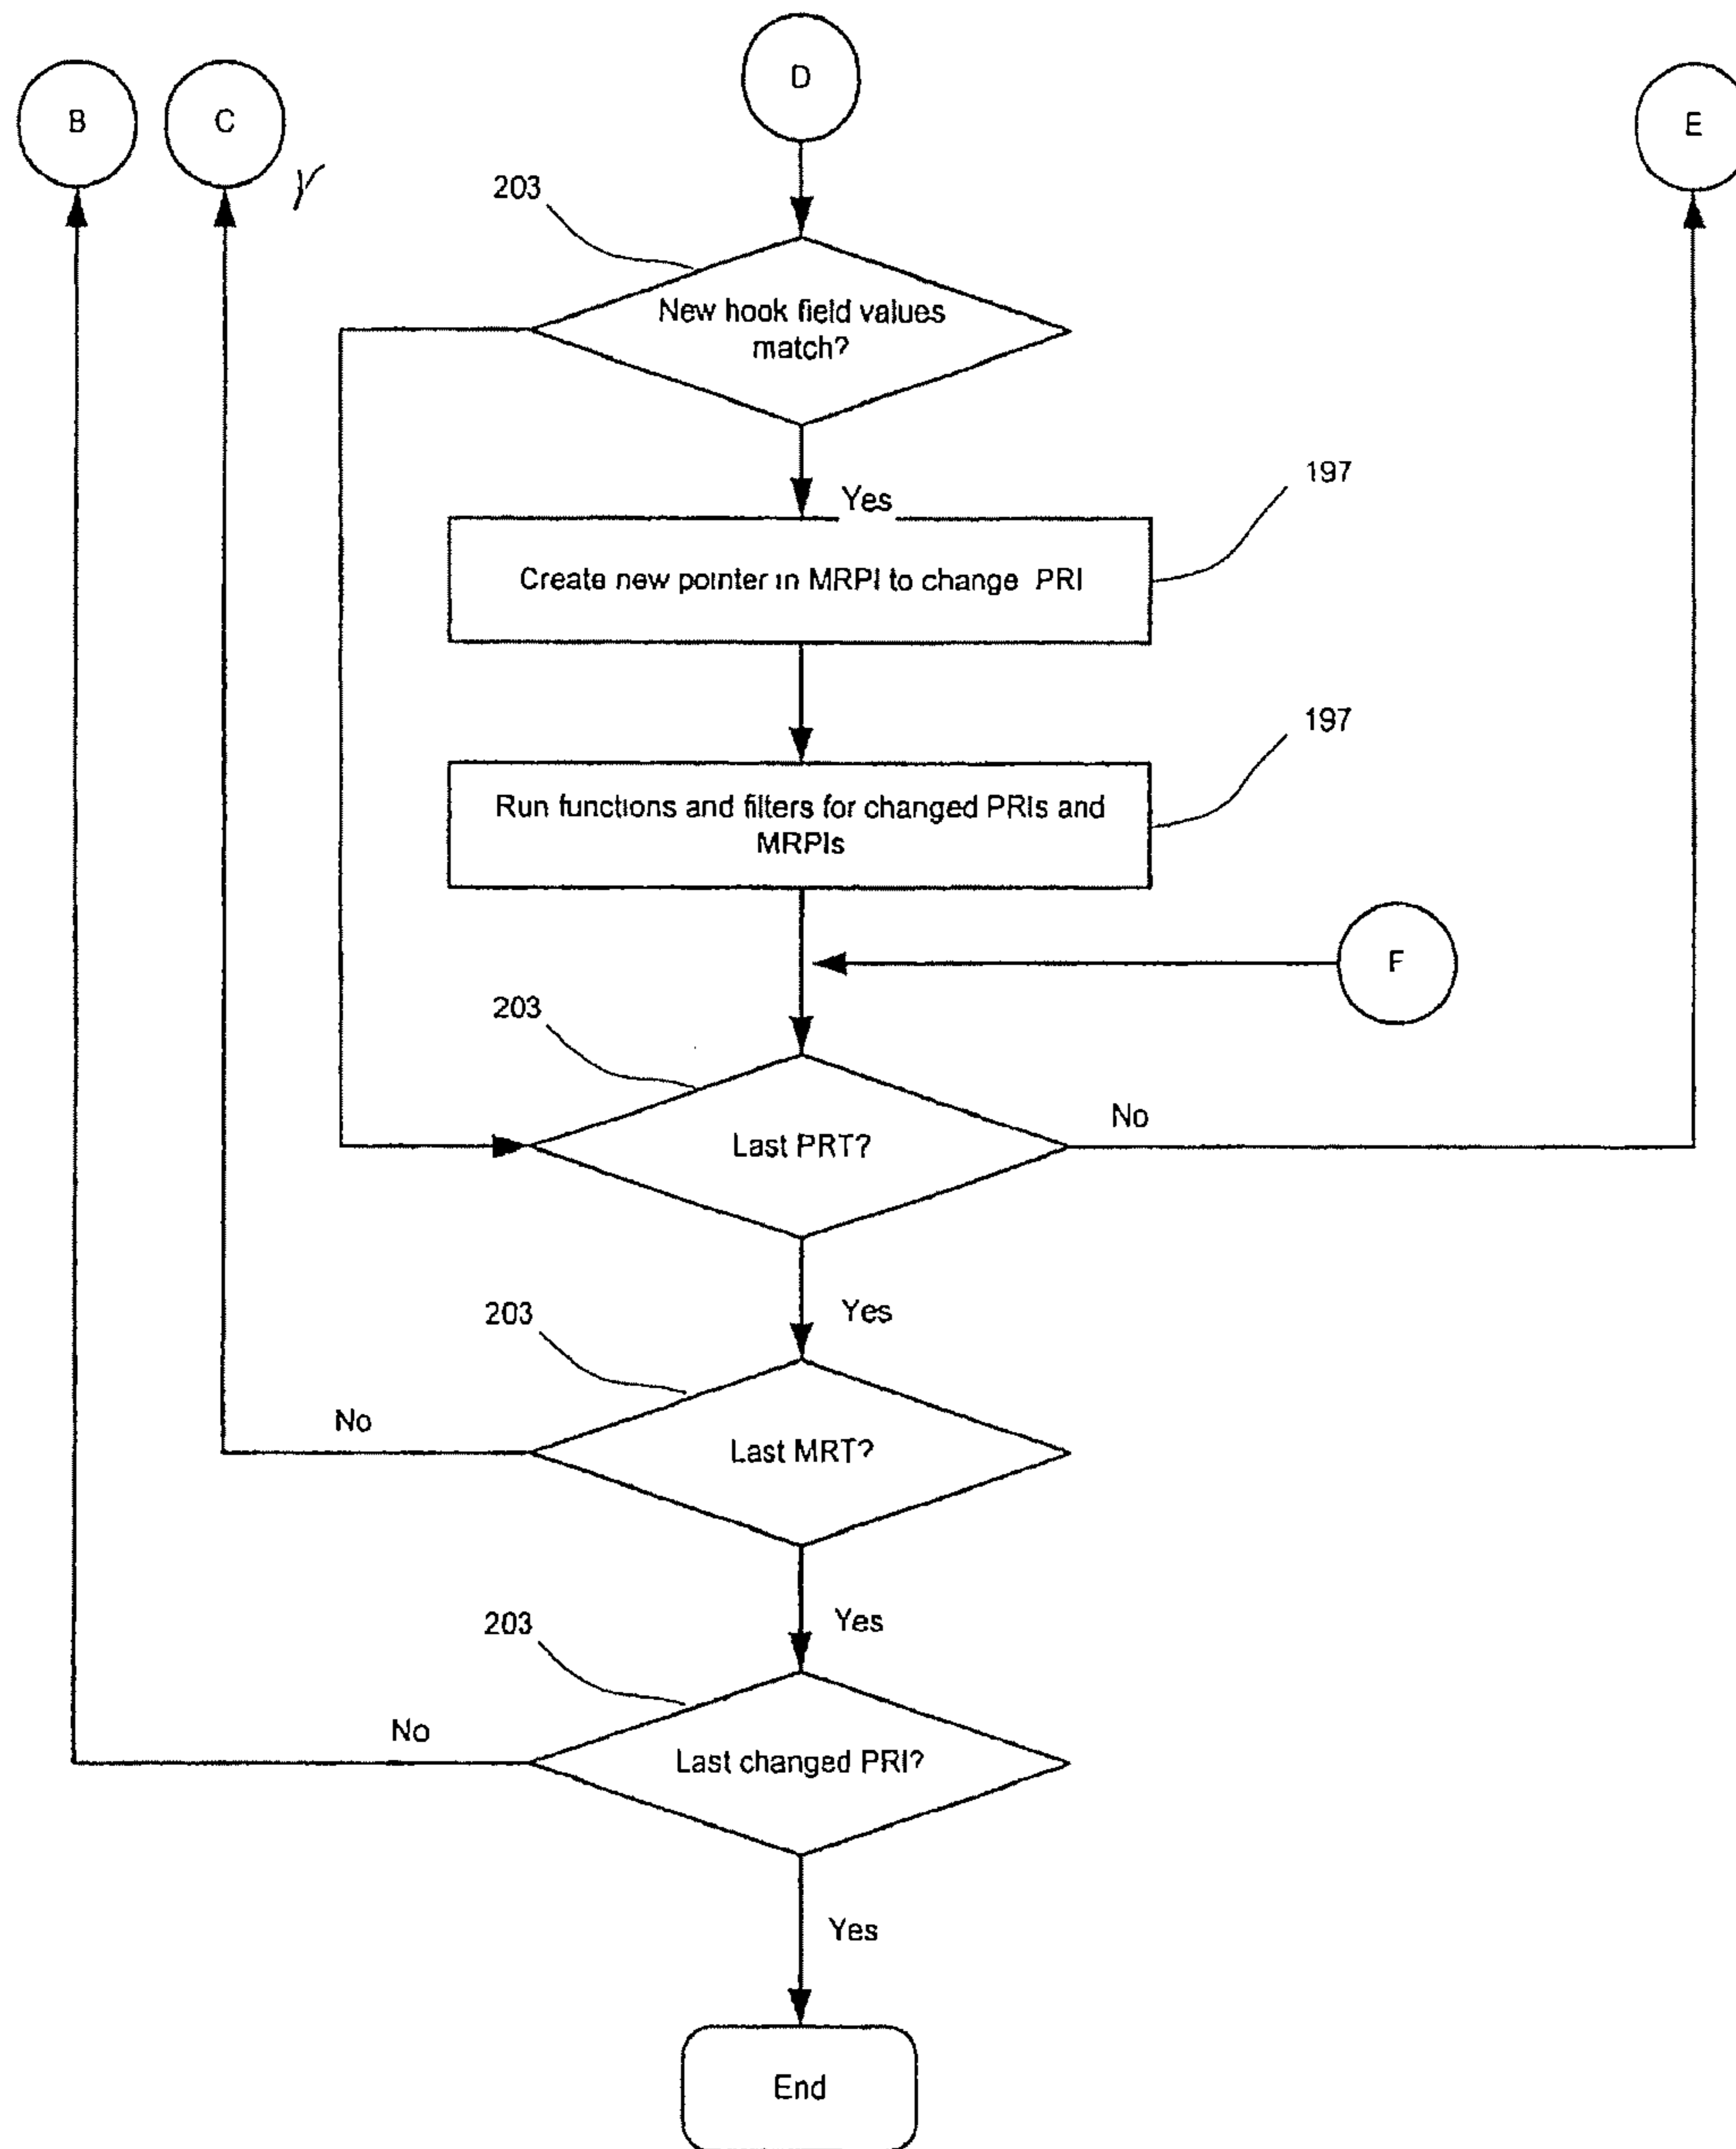 D
B
C
E
203
New hook field values
match?
197
Yes
Create new pointer in MRPI to change PRI
197
Run functions and filters for changed PRIs and
MRPIs
F
203
No
Last PRT?
Yes
203
No
Last MRT?
Yes
203
No
Last changed PRI?
Yes
End